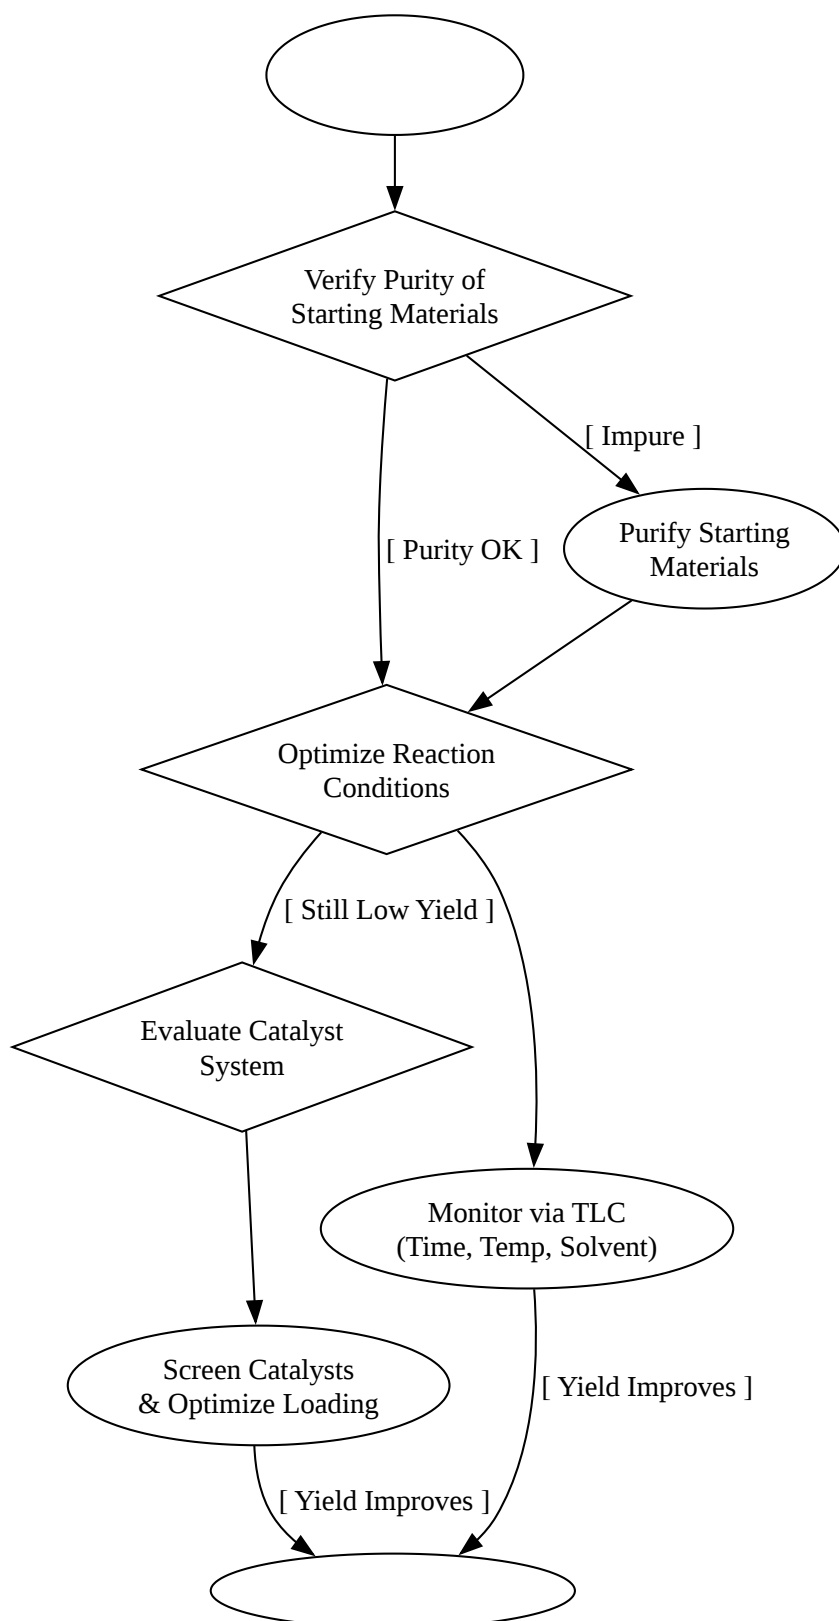 Verify Purity of
Starting Materials
[ Impure ]
[ Purity OK ]
Purify Starting
Materials
Optimize Reaction
Conditions
[ Still Low Yield ]
Evaluate Catalyst
System
Monitor via TLC
(Time, Temp, Solvent)
Screen Catalysts
& Optimize Loading
[ Yield Improves ]
[ Yield Improves ]